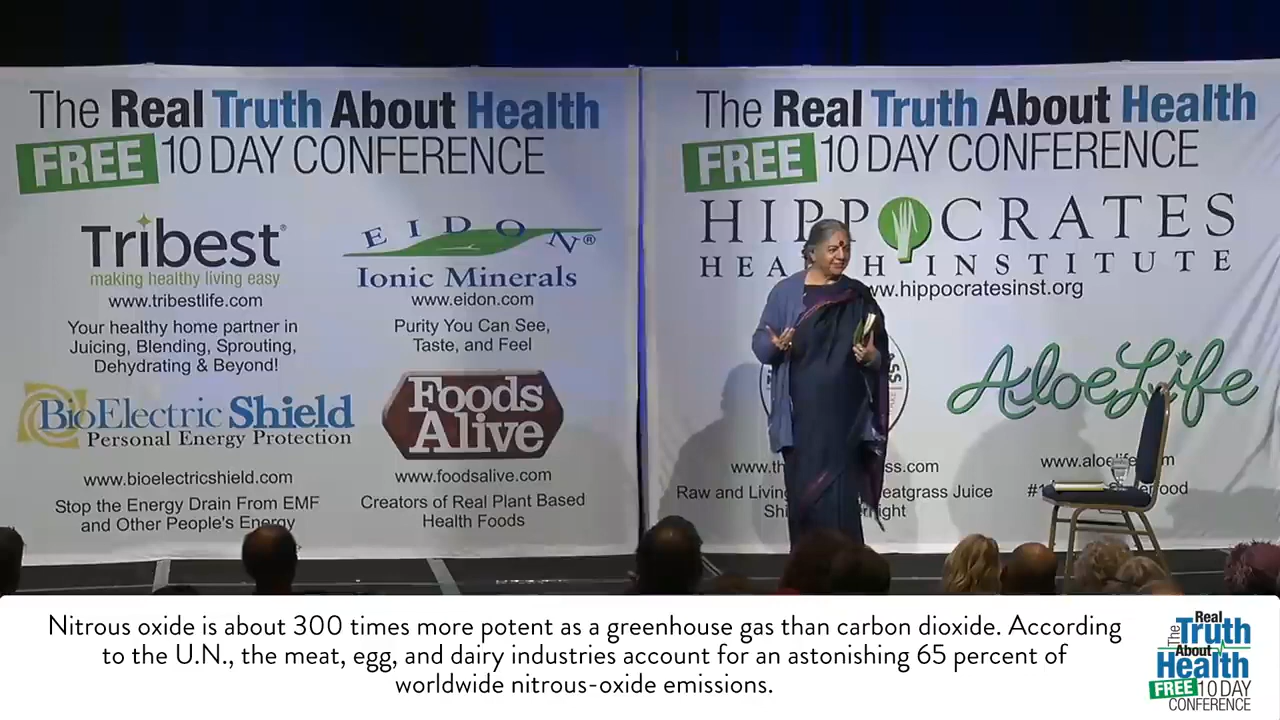 The Real Truth About Health
FREE 10 DAY CONFERENCE
Tribest®
making healthy living easy
www.tribestlife.com
Your healthy home partner in
Juicing, Blending, Sprouting,
Dehydrating & Beyond!
EIDON®
Ionic Minerals
www.eidon.com
Purity You Can See,
Taste, and Feel
BioElectric Shield
Personal Energy Protection
www.bioelectricshield.com
Stop the Energy Drain From EMF
and Other People's Energy
Foods
Alive
www.foodsalive.com
Creators of Real Plant Based
Health Foods
The Real Truth About Health
FREE 10 DAY CONFERENCE
HIPPOCRATES
HEALTH INSTITUTE
www.hippocratesinst.org
AloeLife
Raw and Living
Juice
Nitrous oxide is about 300 times more potent as a greenhouse gas than carbon dioxide. According
to the U.N., the meat, egg, and dairy industries account for an astonishing 65 percent of
worldwide nitrous-oxide emissions.
The Real
Truth
About
Health
FREE 10 DAY
CONFERENCE